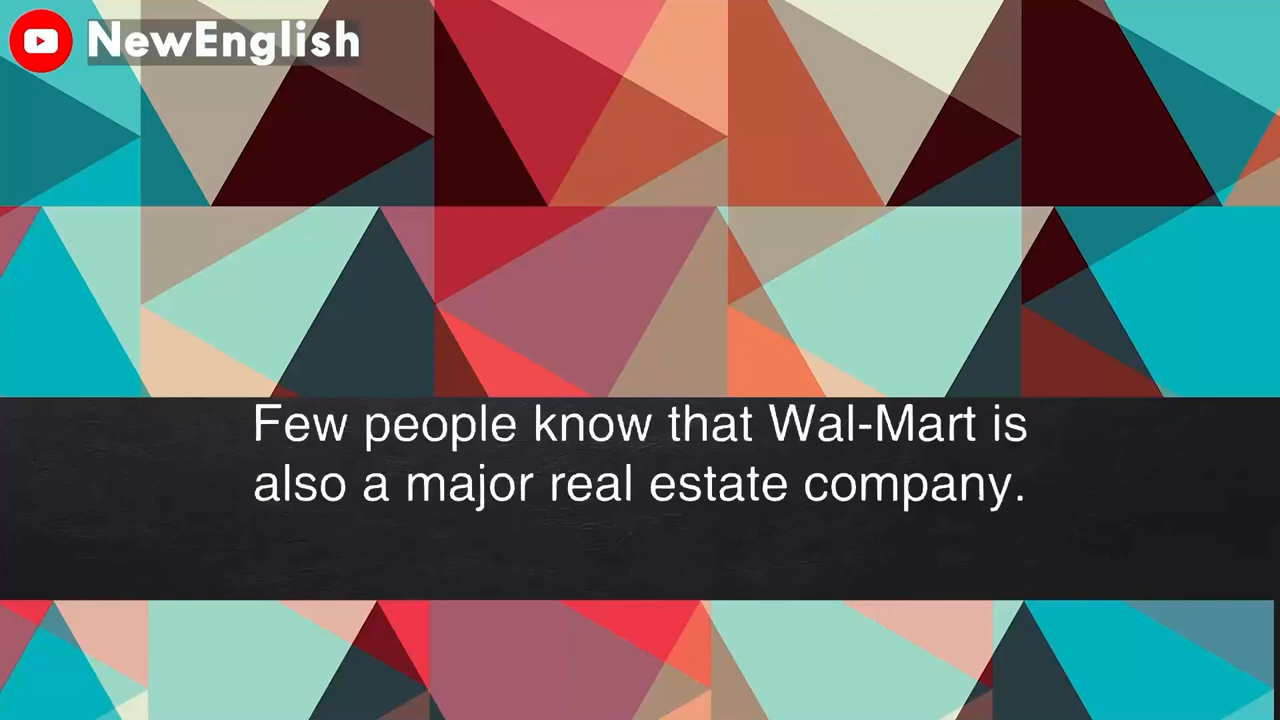 NewEnglish
Few people know that Wal-Mart is
also a major real estate company.